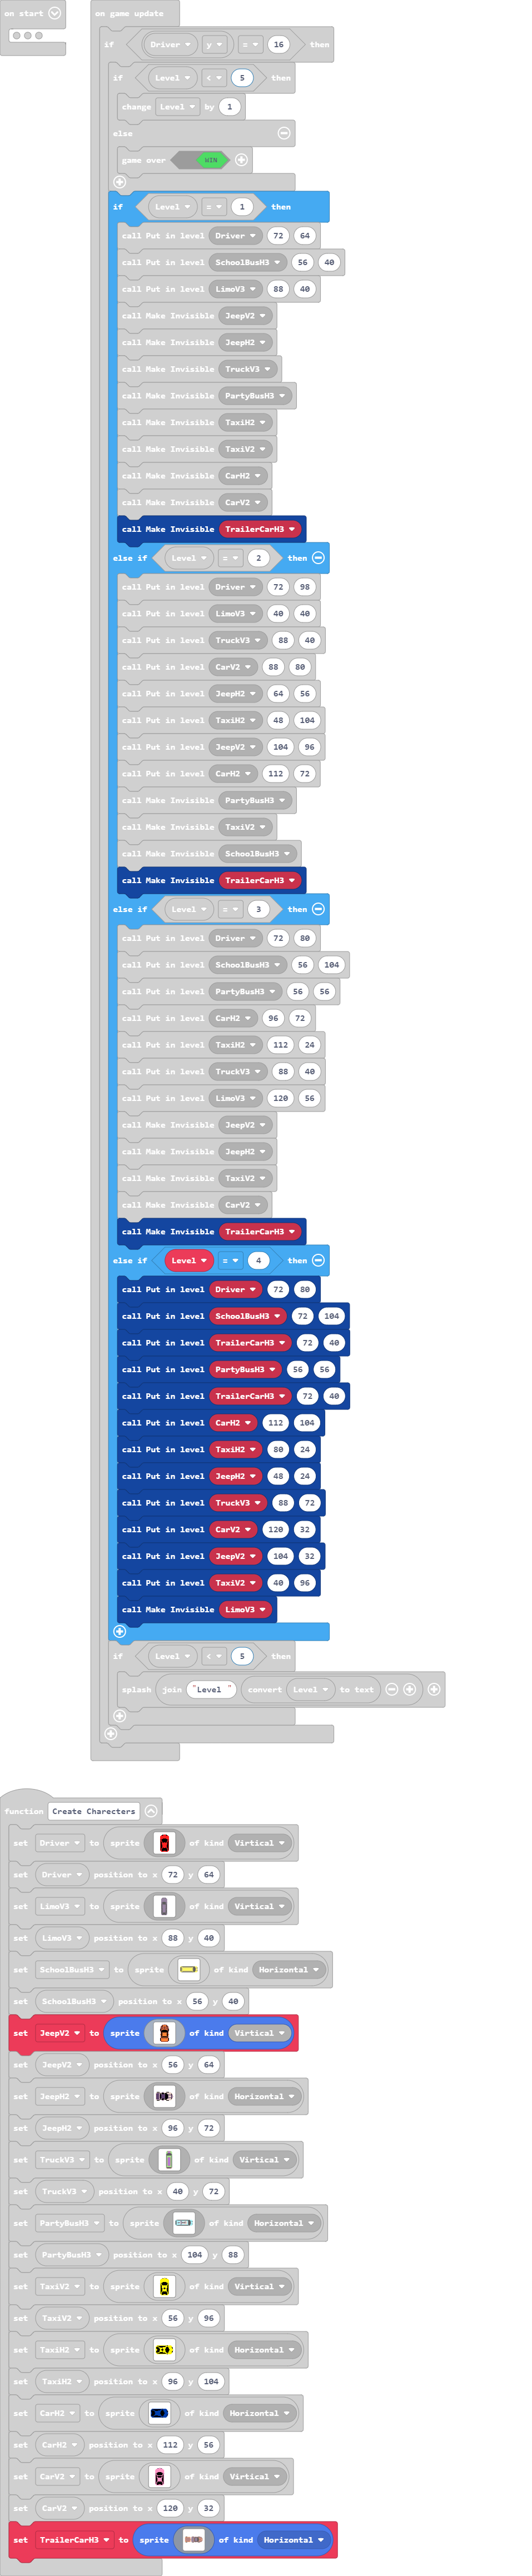 on start
on game update
if Driver y = 16 then
if Level < 5 then
change Level by 1
else
game over WIN
if Level = 1 then
call Put in level Driver 72 64
call Put in level SchoolBusH3 56 40
call Put in level LimoV3 88 40
call Make Invisible JeepV2
call Make Invisible JeepH2
call Make Invisible TruckV3
call Make Invisible PartyBusH3
call Make Invisible TaxiH2
call Make Invisible TaxiV2
call Make Invisible CarH2
call Make Invisible CarV2
call Make Invisible TrailerCarH3
else if Level = 2 then
call Put in level Driver 72 98
call Put in level LimoV3 40 40
call Put in level TruckV3 88 40
call Put in level CarV2 88 80
call Put in level JeepH2 64 56
call Put in level TaxiH2 48 104
call Put in level JeepV2 104 96
call Put in level CarH2 112 72
call Make Invisible PartyBusH3
call Make Invisible TaxiV2
call Make Invisible SchoolBusH3
call Make Invisible TrailerCarH3
else if Level = 3 then
call Put in level Driver 72 80
call Put in level SchoolBusH3 56 104
call Put in level PartyBusH3 56 56
call Put in level CarH2 96 72
call Put in level TaxiH2 112 24
call Put in level TruckV3 88 40
call Put in level LimoV3 120 56
call Make Invisible JeepV2
call Make Invisible JeepH2
call Make Invisible TaxiV2
call Make Invisible CarV2
call Make Invisible TrailerCarH3
else if Level = 4 then
call Put in level Driver 72 80
call Put in level SchoolBusH3 72 104
call Put in level TrailerCarH3 72 40
call Put in level PartyBusH3 56 56
call Put in level TrailerCarH3 72 40
call Put in level CarH2 112 104
call Put in level TaxiH2 80 24
call Put in level JeepH2 48 24
call Put in level TruckV3 88 72
call Put in level CarV2 120 32
call Put in level JeepV2 104 32
call Put in level TaxiV2 40 96
call Make Invisible LimoV3
if Level < 5 then
splash join "Level " convert Level to text
function Create Charecters
set Driver to sprite of kind Virtical
set Driver position to x 72 y 64
set LimoV3 to sprite of kind Virtical
set LimoV3 position to x 88 y 40
set SchoolBusH3 to sprite of kind Horizontal
set SchoolBusH3 position to x 56 y 40
set JeepV2 to sprite of kind Virtical
set JeepV2 position to x 56 y 64
set JeepH2 to sprite of kind Horizontal
set JeepH2 position to x 96 y 72
set TruckV3 to sprite of kind Virtical
set TruckV3 position to x 40 y 72
set PartyBusH3 to sprite of kind Horizontal
set PartyBusH3 position to x 104 y 88
set TaxiV2 to sprite of kind Virtical
set TaxiV2 position to x 56 y 96
set TaxiH2 to sprite of kind Horizontal
set TaxiH2 position to x 96 y 104
set CarH2 to sprite of kind Horizontal
set CarH2 position to x 112 y 56
set CarV2 to sprite of kind Virtical
set CarV2 position to x 120 y 32
set TrailerCarH3 to sprite of kind Horizontal